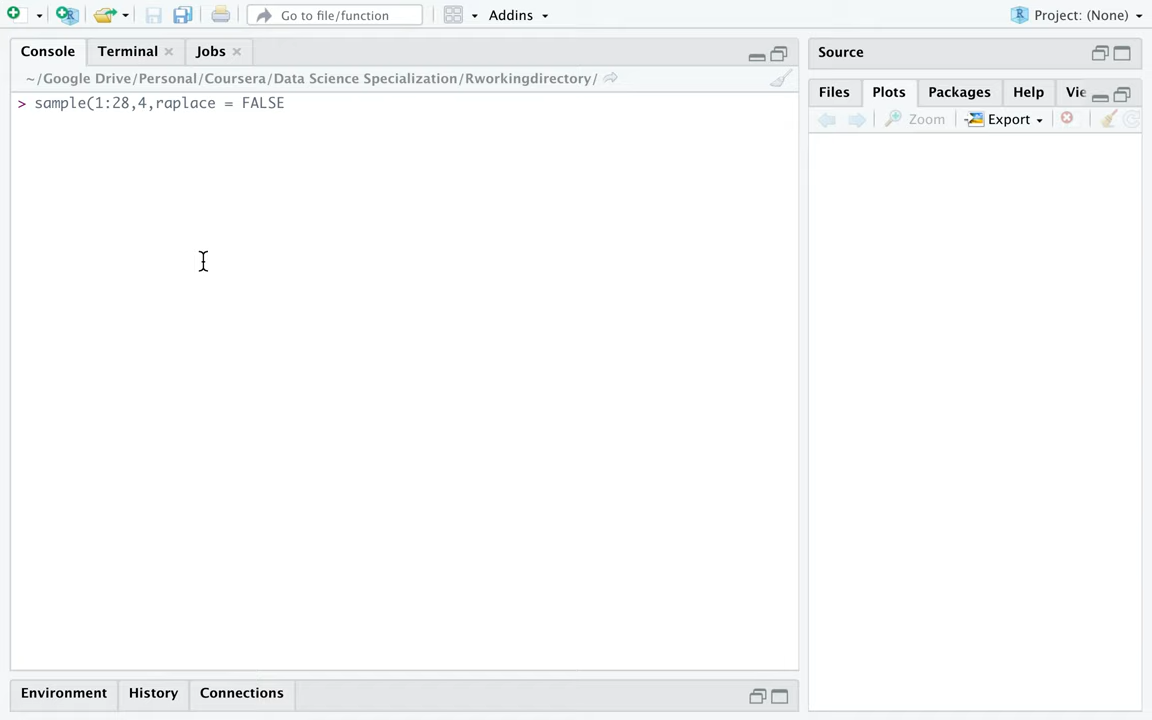 Go to file/function Addins Project: (None)
Console Terminal Jobs
~/Google Drive/Personal/Coursera/Data Science Specialization/Rworkingdirectory/
> sample(1:28,4,raplace = FALSE
Environment History Connections
Source
Files Plots Packages Help Vie
Zoom Export